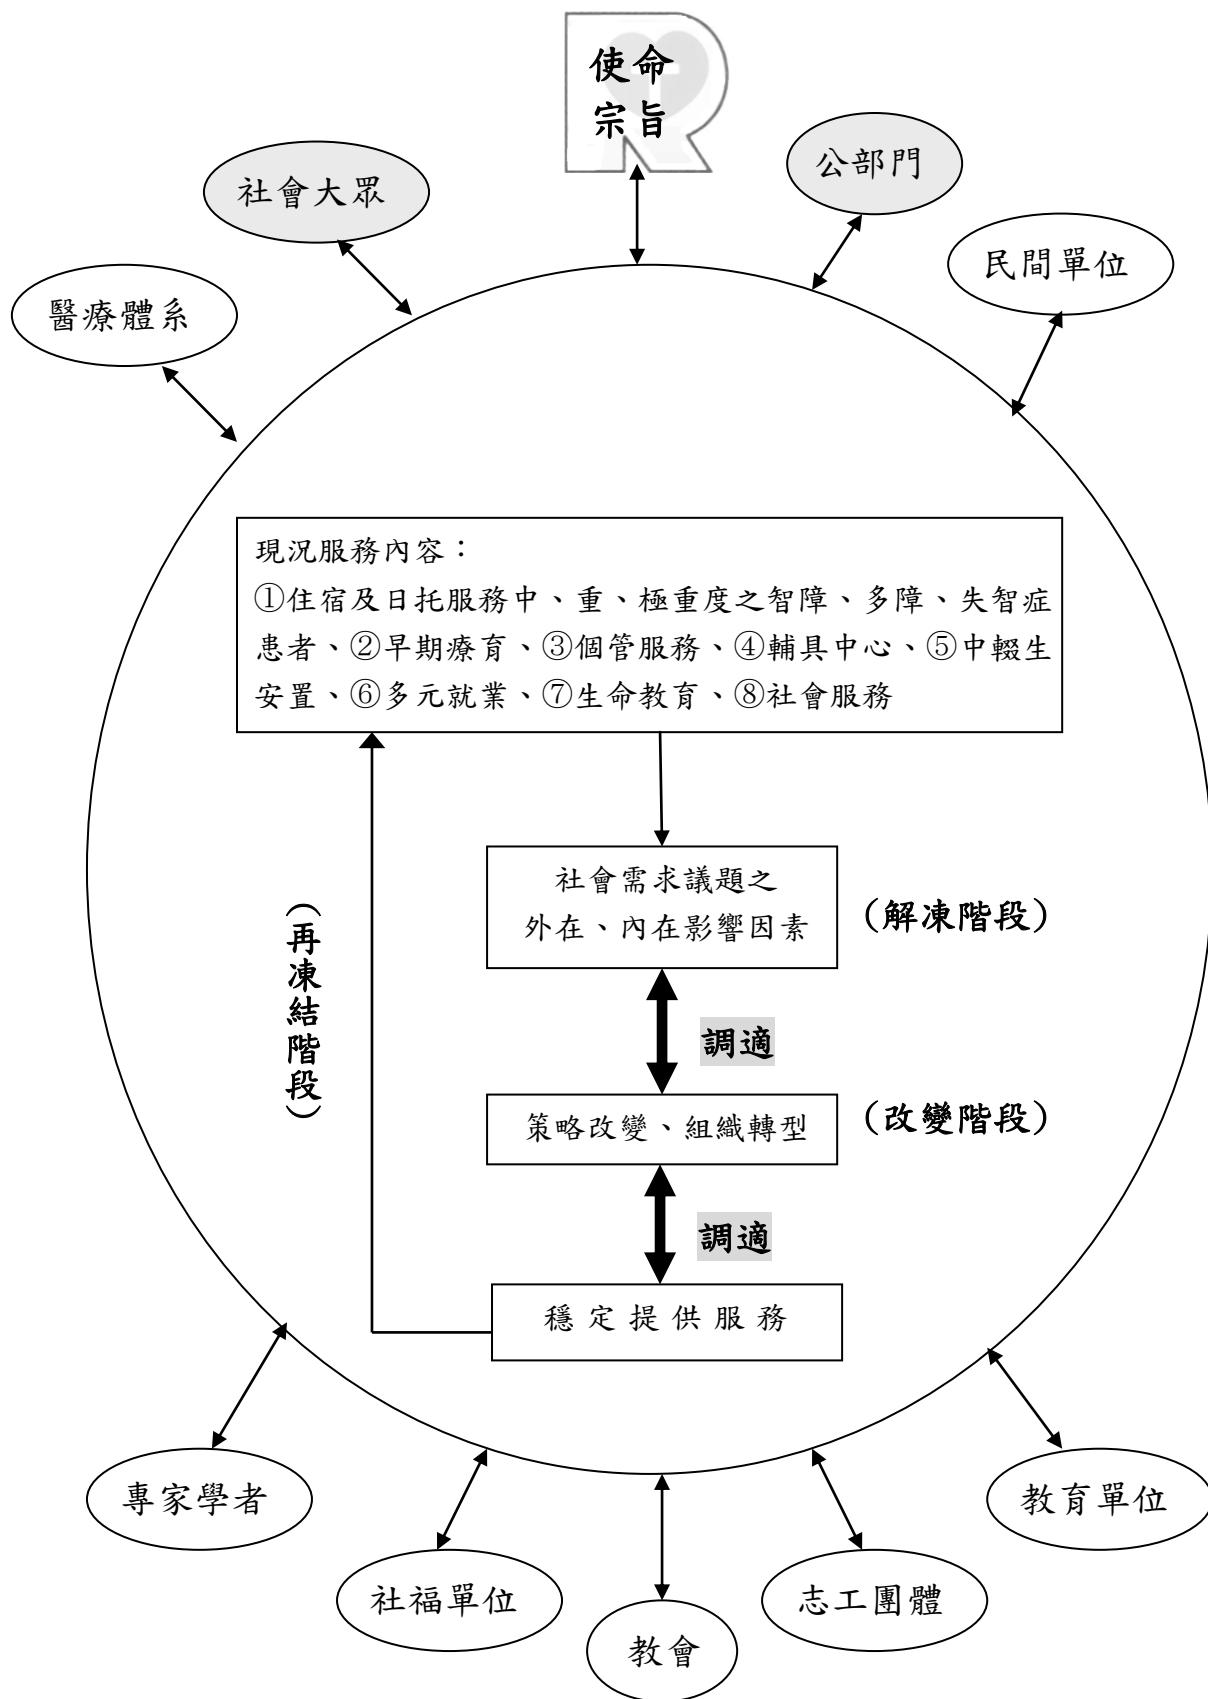 使命
宗旨
公部門
社會大眾
民間單位
醫療體系
現況服務內容：
①住宿及日托服務中、重、極重度之智障、多障、失智症
患者、②早期療育、③個管服務、④輔具中心、⑤中輟生
安置、⑥多元就業、⑦生命教育、⑧社會服務
社會需求議題之
外在、內在影響因素
（解凍階段）
（再凍結階段）
調適
策略改變、組織轉型
（改變階段）
調適
穩定提供服務
專家學者
教育單位
社福單位
志工團體
教會